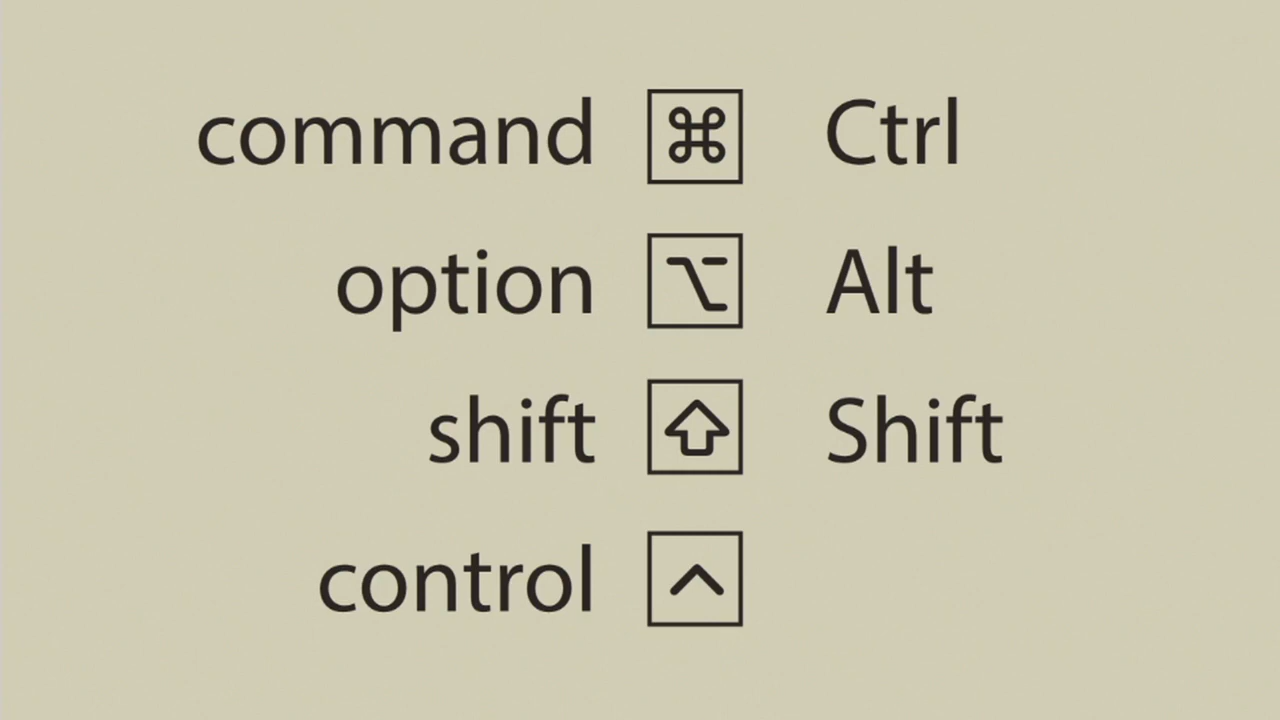 command ⌘ Ctrl
option ⌥ Alt
shift ⇧ Shift
control ⌃